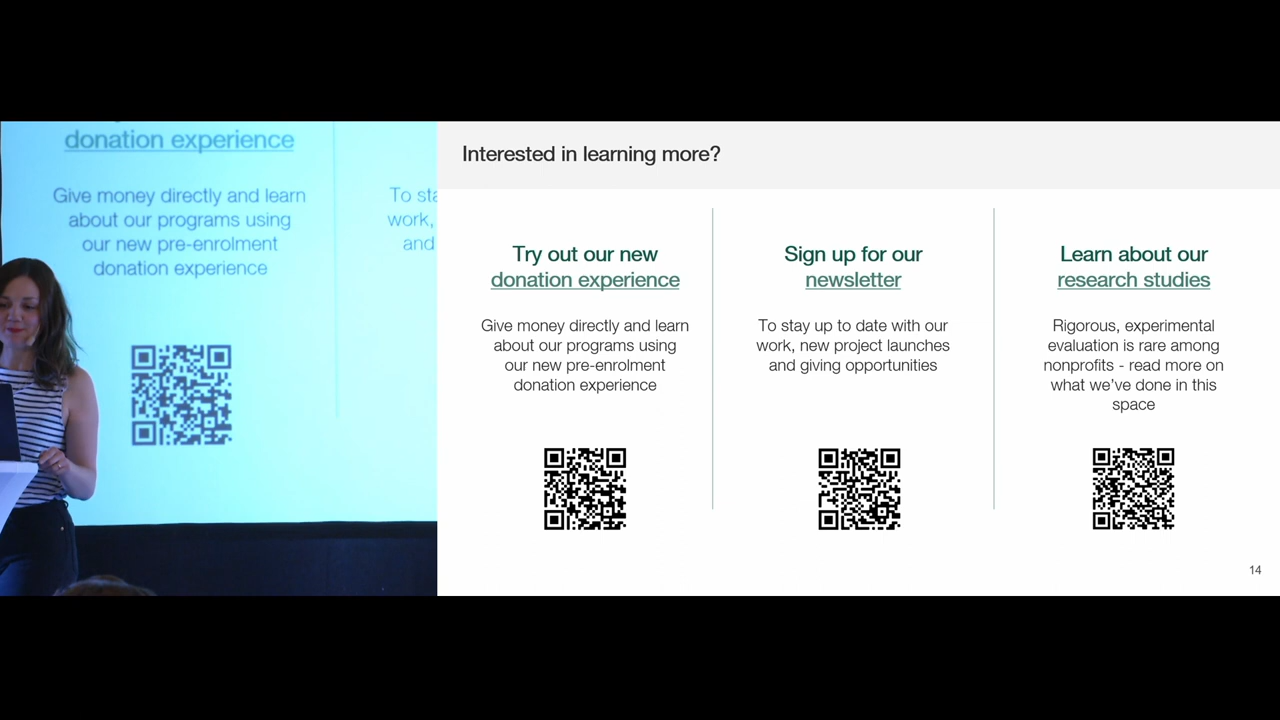 donation experience
Give money directly and learn
about our programs using
our new pre-enrolment
donation experience
To sta
work,
and
Interested in learning more?
Try out our new
donation experience
Give money directly and learn
about our programs using
our new pre-enrolment
donation experience
Sign up for our
newsletter
To stay up to date with our
work, new project launches
and giving opportunities
Learn about our
research studies
Rigorous, experimental
evaluation is rare among
nonprofits - read more on
what we've done in this
space
14